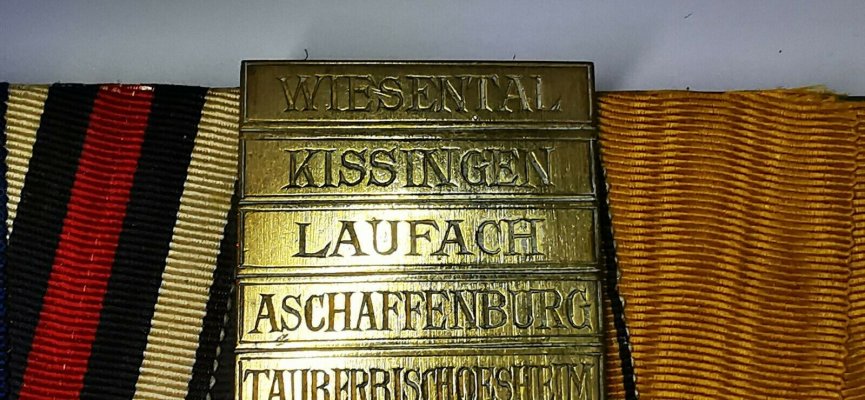 WIESENTAL
KISSINGEN
LAUFACH
ASCHAFFENBURG
TAUBERBISCHOFSHEIM